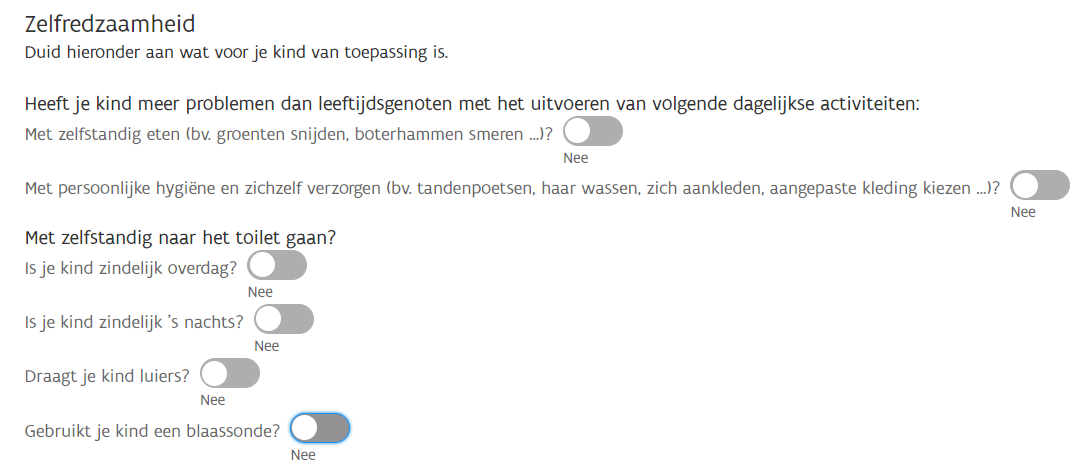 Zelfredzaamheid
Duid hieronder aan wat voor je kind van toepassing is.
Heeft je kind meer problemen dan leeftijdsgenoten met het uitvoeren van volgende dagelijkse activiteiten:
Met zelfstandig eten (bv. groenten snijden, boterhammen smeren ...)?
Nee
Met persoonlijke hygiëne en zichzelf verzorgen (bv. tandenpoetsen, haar wassen, zich aankleden, aangepaste kleding kiezen ...)?
Nee
Met zelfstandig naar het toilet gaan?
Is je kind zindelijk overdag?
Nee
Is je kind zindelijk 's nachts?
Nee
Draagt je kind luiers?
Nee
Gebruikt je kind een blaassonde?
Nee